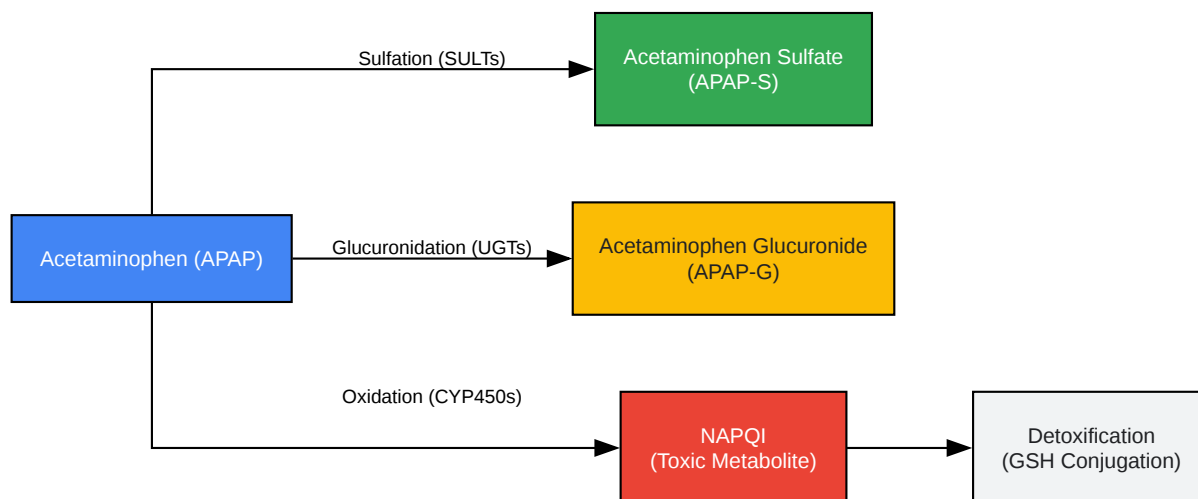 Sulfation (SULTs)
Acetaminophen Sulfate
(APAP-S)
Acetaminophen (APAP)
Glucuronidation (UGTs)
Acetaminophen Glucuronide
(APAP-G)
Oxidation (CYP450s)
NAPQI
(Toxic Metabolite)
Detoxification
(GSH Conjugation)